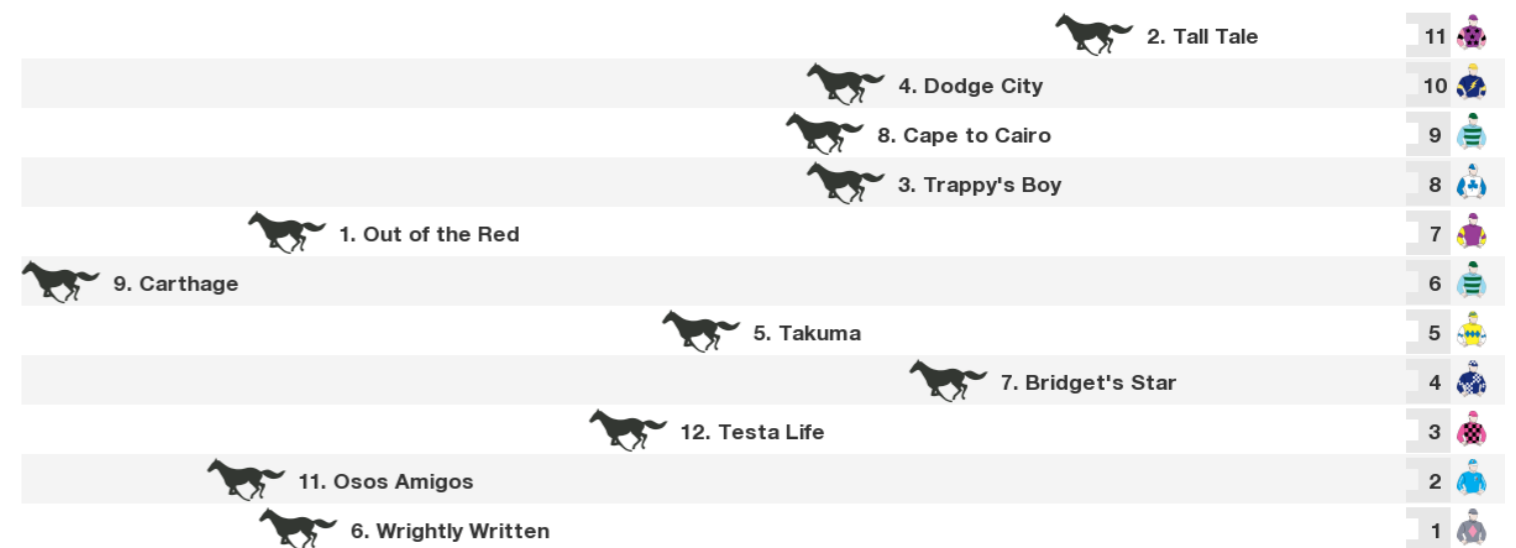 2. Tall Tale 11
4. Dodge City 10
8. Cape to Cairo 9
3. Trappy's Boy 8
1. Out of the Red 7
9. Carthage 6
5. Takuma 5
7. Bridget's Star 4
12. Testa Life 3
11. Osos Amigos 2
6. Wrightly Written 1